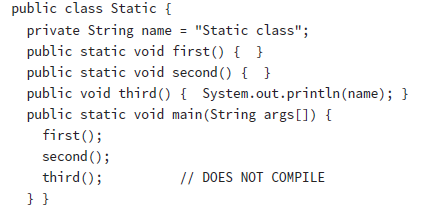 public class Static {
  private String name = "Static class";
  public static void first() {  }
  public static void second() {  }
  public void third() {  System.out.println(name); }
  public static void main(String args[]) {
    first();
    second();
    third();          // DOES NOT COMPILE
  } }